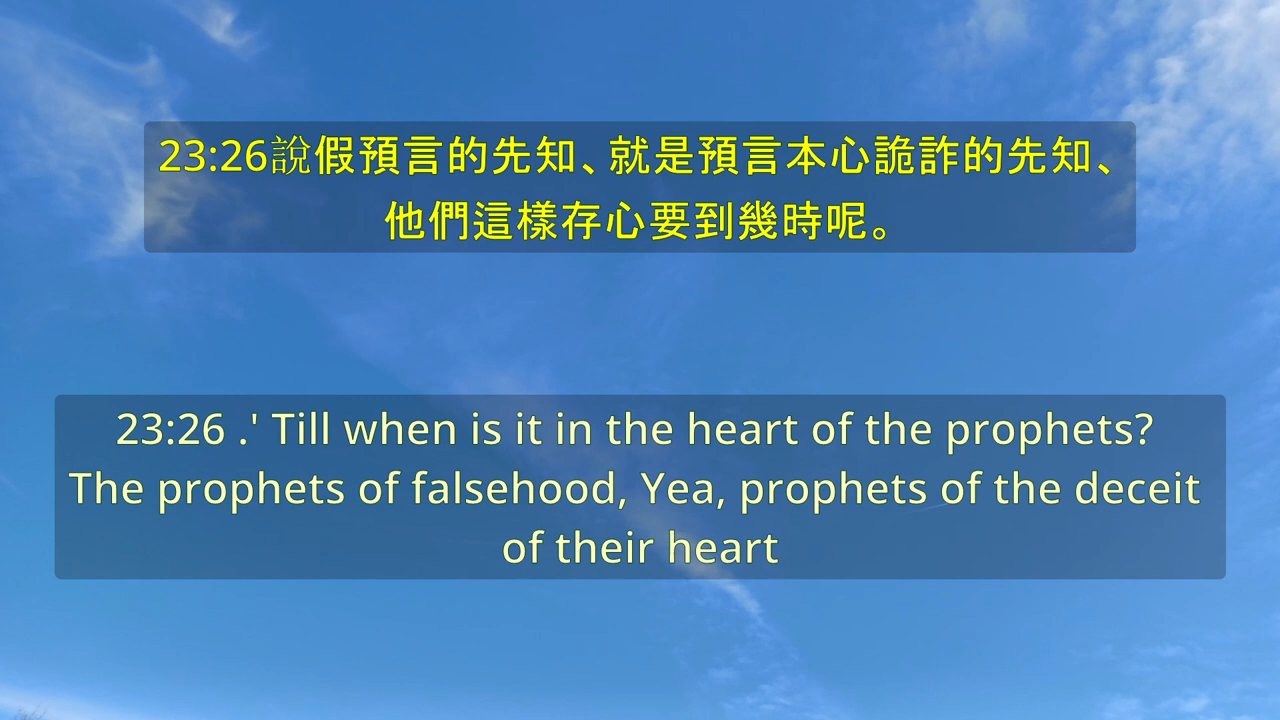 23:26說假預言的先知、就是預言本心詭詐的先知、
他們這樣存心要到幾時呢。
23:26 .' Till when is it in the heart of the prophets?
The prophets of falsehood, Yea, prophets of the deceit
of their heart